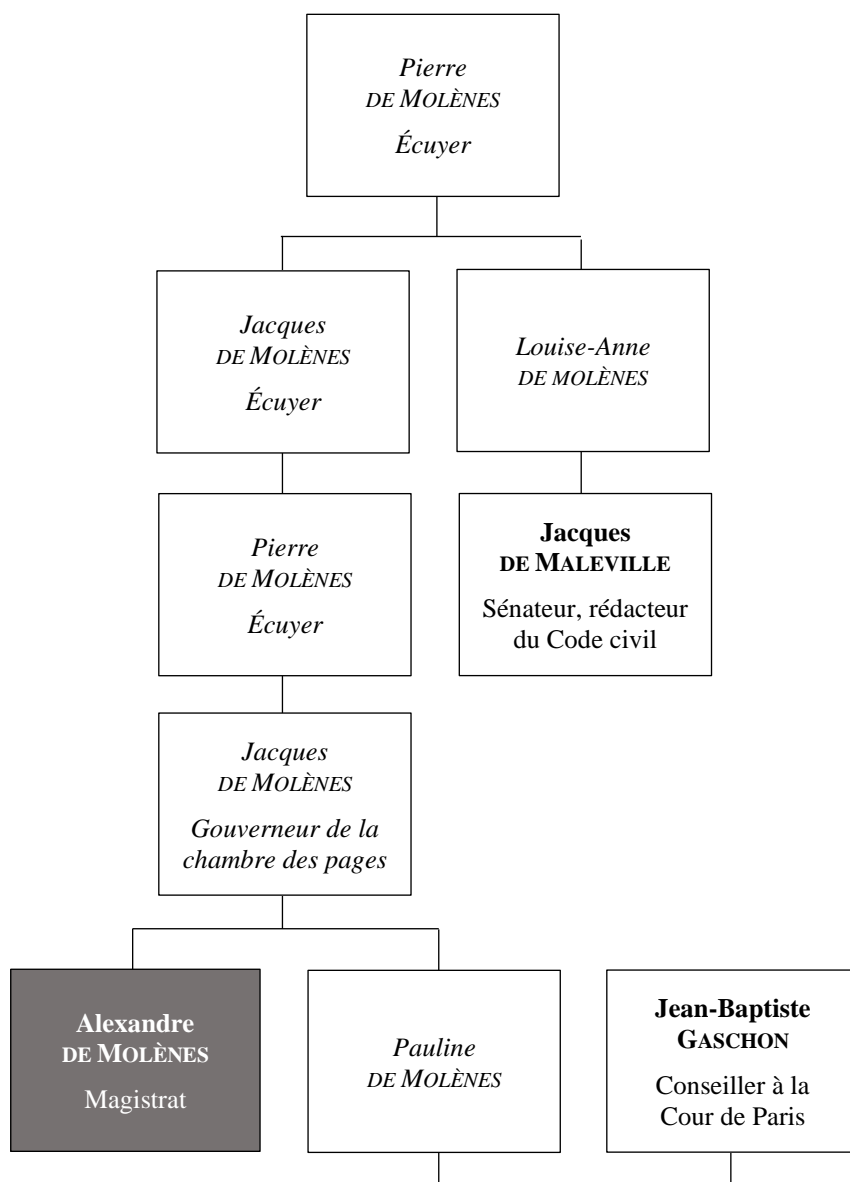 Pierre
DE MOLÈNES
Écuyer
Jacques
DE MOLÈNES
Écuyer
Louise-Anne
DE MOLÈNES
Pierre
DE MOLÈNES
Écuyer
Jacques
DE MALEVILLE
Sénateur, rédacteur
du Code civil
Jacques
DE MOLÈNES
Gouverneur de la
chambre des pages
Alexandre
DE MOLÈNES
Magistrat
Pauline
DE MOLÈNES
Jean-Baptiste
GASCHON
Conseiller à la
Cour de Paris